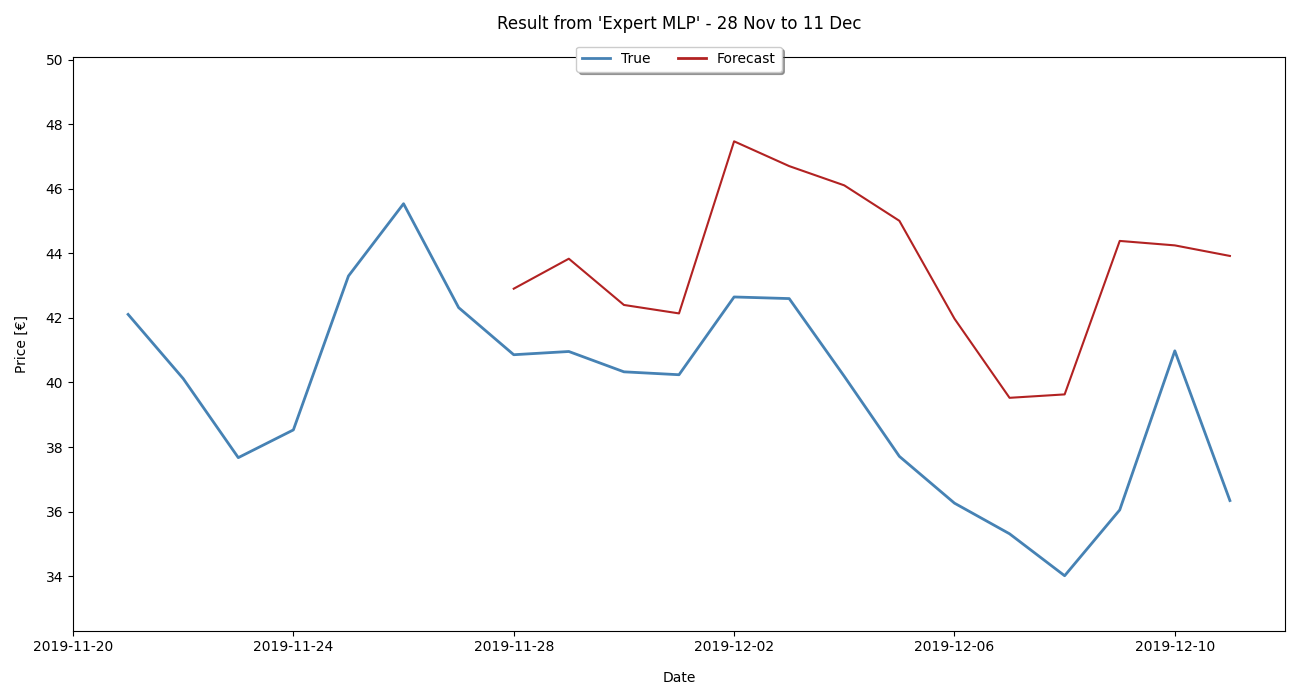 Result from 'Expert MLP' - 28 Nov to 11 Dec
True Forecast
50
48
46
44
42
40
38
36
34
Price [€]
2019-11-20 2019-11-24 2019-11-28 2019-12-02 2019-12-06 2019-12-10
Date